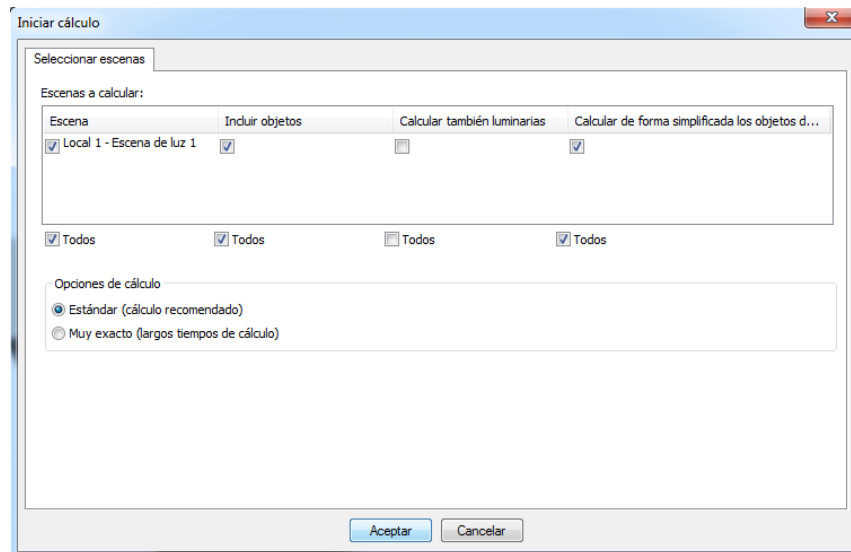 Iniciar cálculo
Seleccionar escenas
Escenas a calcular:
Escena Incluir objetos Calcular también luminarias Calcular de forma simplificada los objetos d...
Local 1 - Escena de luz 1
Todos Todos Todos Todos
Opciones de cálculo
Estándar (cálculo recomendado)
Muy exacto (largos tiempos de cálculo)
Aceptar Cancelar